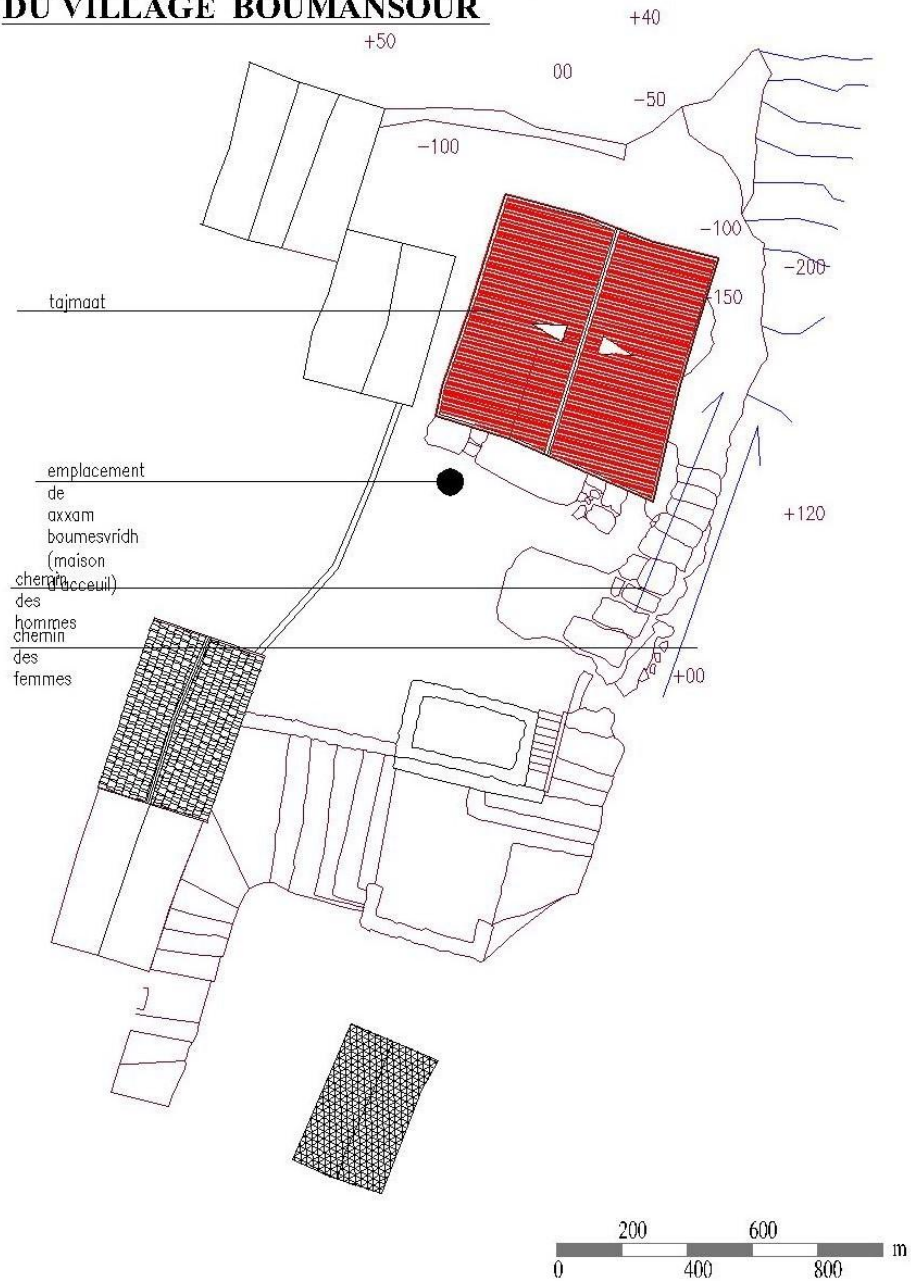 DU VILLAGE BOUMANSOUR
+40
+50
00
-50
-100
-100
-200
-150
tajmaat
emplacement
de
axxam
boumesvridh
(maison
d'acceuil)
+120
chemin
des
hommes
chemin
des
femmes
+00
200 600
m
0 400 800